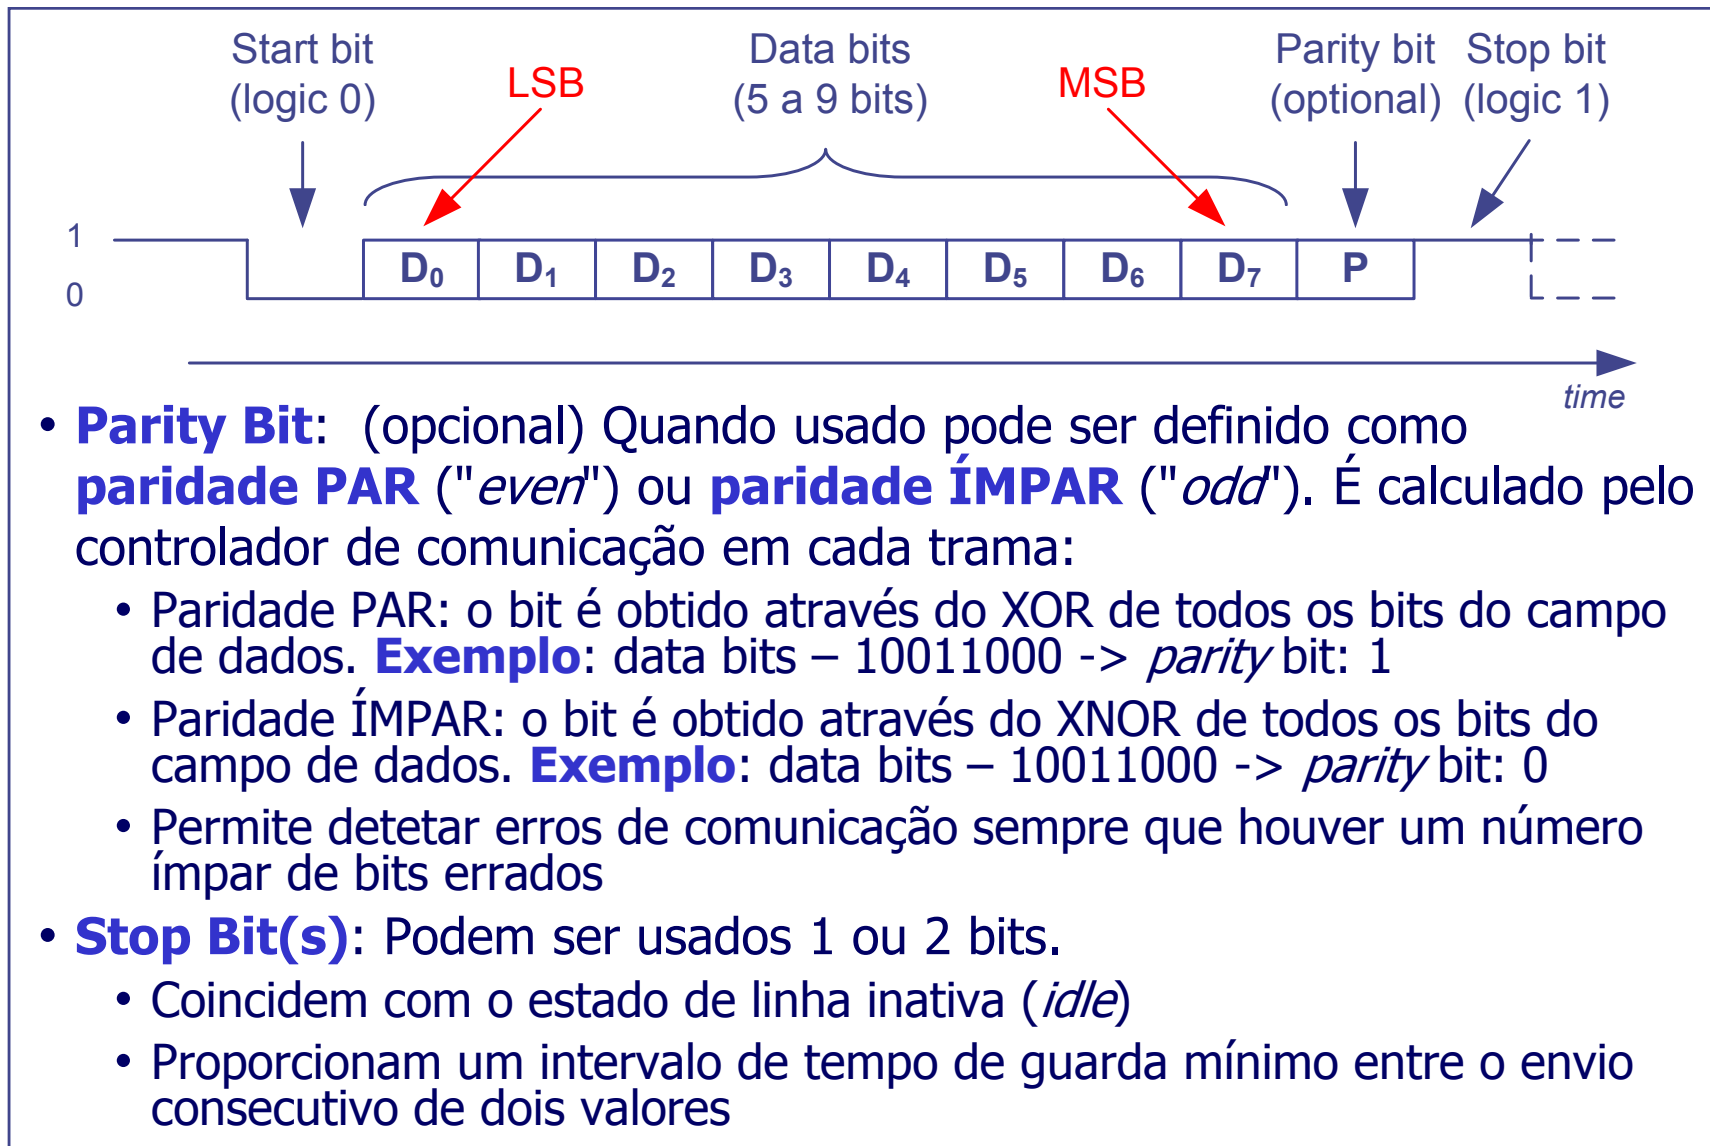 Start bit
(logic 0)
LSB
Data bits
(5 a 9 bits)
MSB
Parity bit
(optional)
Stop bit
(logic 1)
1
0
D₀ D₁ D₂ D₃ D₄ D₅ D₆ D₇ P
time
• Parity Bit: (opcional) Quando usado pode ser definido como
paridade PAR ("even") ou paridade ÍMPAR ("odd"). É calculado pelo
controlador de comunicação em cada trama:
• Paridade PAR: o bit é obtido através do XOR de todos os bits do campo
de dados. Exemplo: data bits – 10011000 -> parity bit: 1
• Paridade ÍMPAR: o bit é obtido através do XNOR de todos os bits do
campo de dados. Exemplo: data bits – 10011000 -> parity bit: 0
• Permite detetar erros de comunicação sempre que houver um número
ímpar de bits errados
• Stop Bit(s): Podem ser usados 1 ou 2 bits.
• Coincidem com o estado de linha inativa (idle)
• Proporcionam um intervalo de tempo de guarda mínimo entre o envio
consecutivo de dois valores